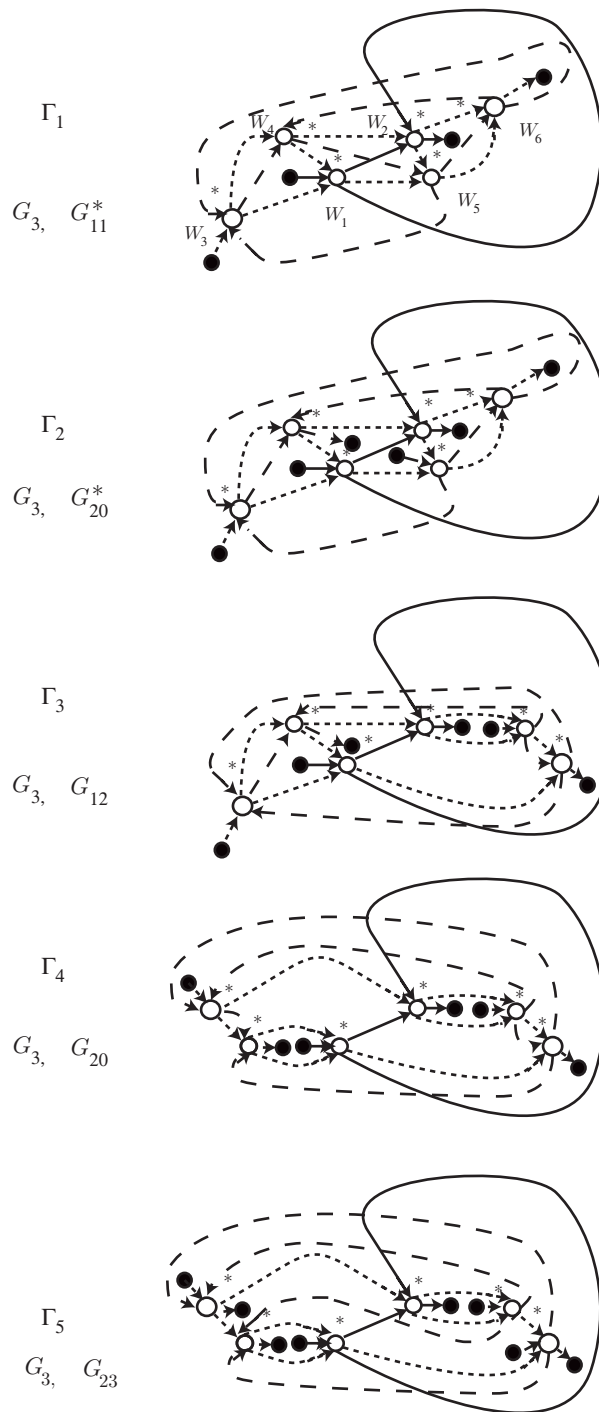 Γ₁
W₄ * W₂ * * W₆
G₃, G*₁₁
* W₃ * W₁ * W₅
Γ₂
* * *
G₃, G*₂₀
* * *
Γ₃
* * *
G₃, G₁₂
* * *
Γ₄
* * *
G₃, G₂₀
* * *
Γ₅
* * *
G₃, G₂₃
* * *